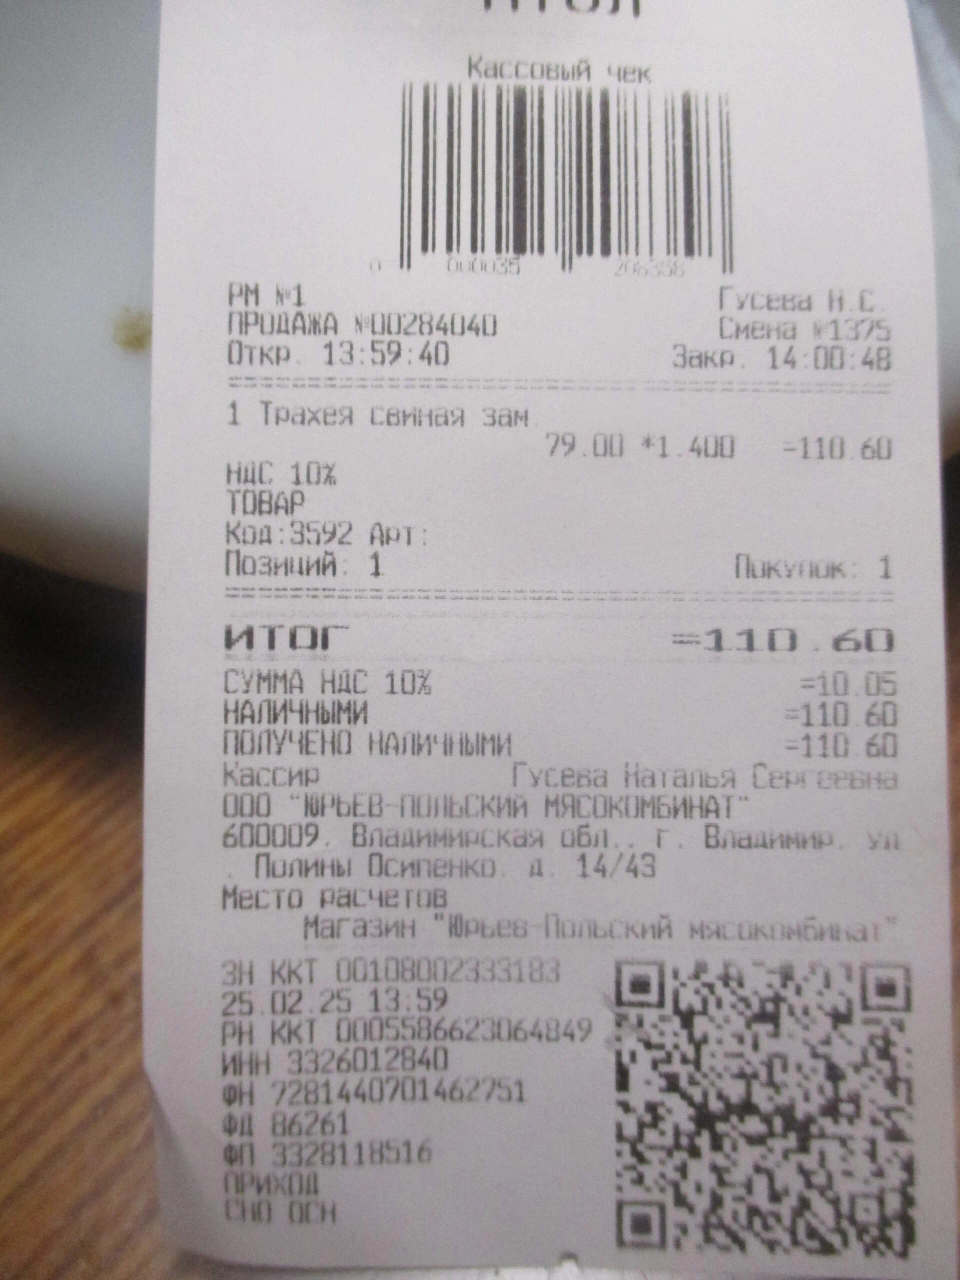 Кассовый чек
0 000035 206358
РМ №1 Гусева Н.С.
ПРОДАЖА №00284040 Смена №1375
Откр. 13:59:40 Закр. 14:00:48
1 Трахея свиная зам.
79.00 *1.400 =110.60
НДС 10%
ТОВАР
Код:3592 Арт:
Позиций: 1 Покупок: 1
ИТОГ =110.60
СУММА НДС 10% =10.05
НАЛИЧНЫМИ =110.60
ПОЛУЧЕНО НАЛИЧНЫМИ =110.60
Кассир Гусева Наталья Сергеевна
ООО "ЮРЬЕВ-ПОЛЬСКИЙ МЯСОКОМБИНАТ"
600009, Владимирская обл., г. Владимир, ул
. Полины Осипенко, д. 14/43
Место расчетов
Магазин "Юрьев-Польский мясокомбинат"
ЗН ККТ 00108002333183
25.02.25 13:59
РН ККТ 0005586623064849
ИНН 3326012840
ФН 7281440701462751
ФД 86261
ФП 3328118516
ПРИХОД
СНО ОСН